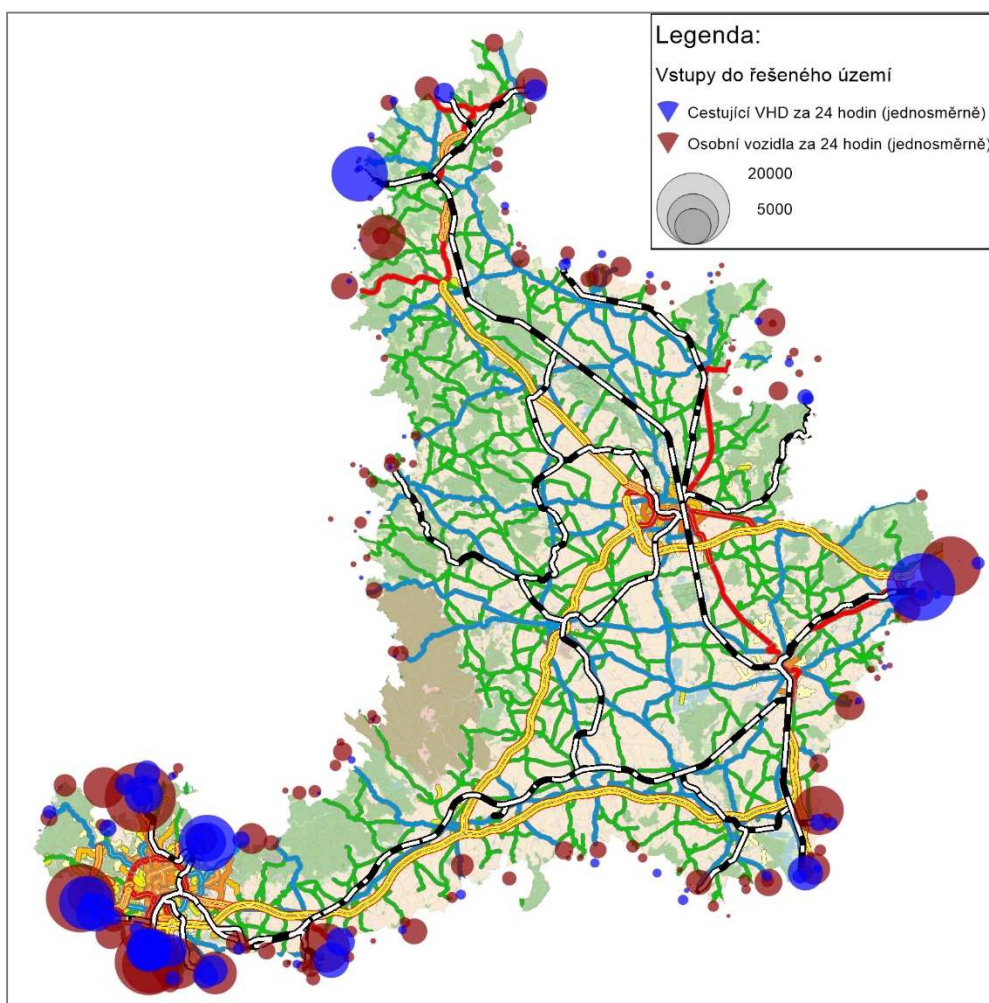 Legenda:
Vstupy do řešeného území
Cestující VHD za 24 hodin (jednosměrně)
Osobní vozidla za 24 hodin (jednosměrně)
20000
5000